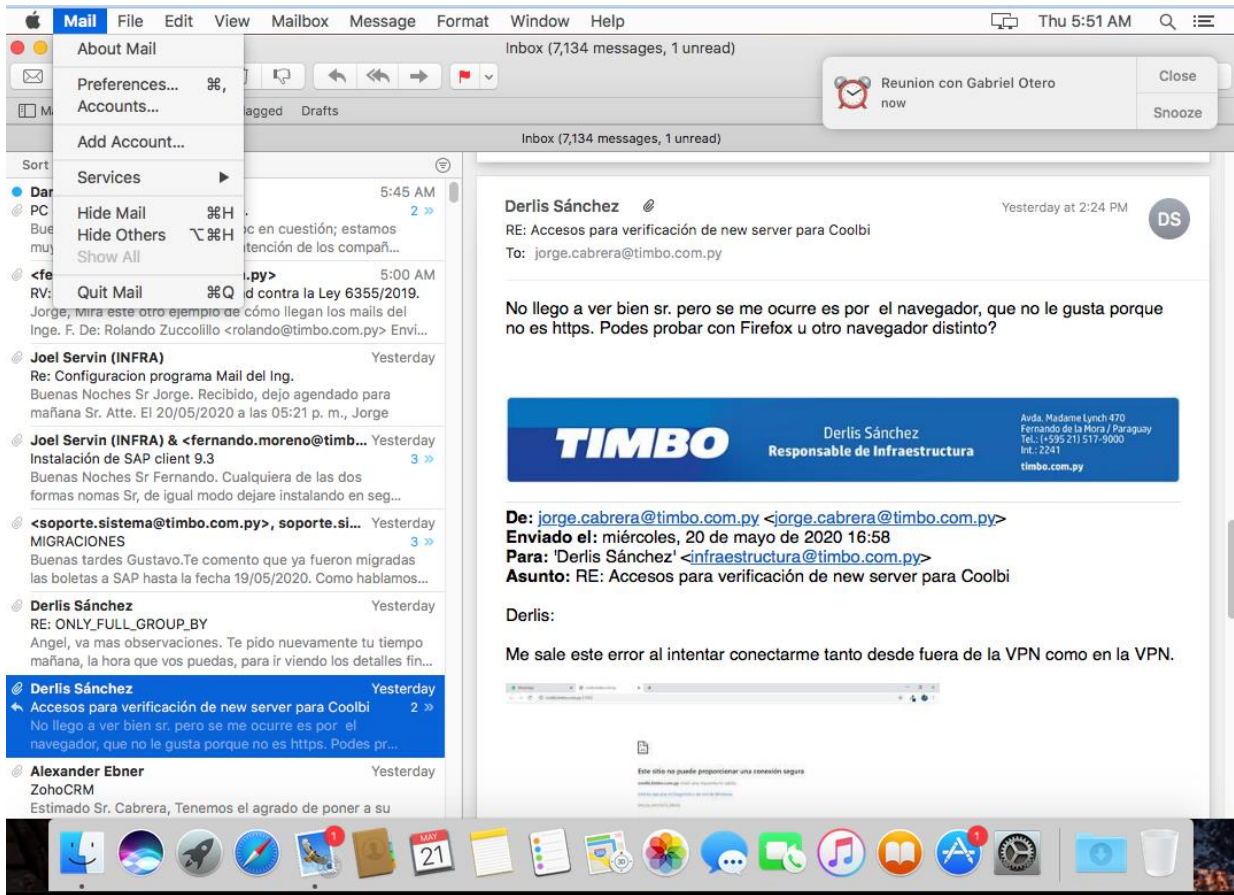 Mail File Edit View Mailbox Message Format Window Help Thu 5:51 AM
About Mail
Preferences... ⌘,
Accounts...
Add Account...
Services ▶
Hide Mail ⌘H
Hide Others ⌥⌘H
Show All
Quit Mail ⌘Q
Inbox (7,134 messages, 1 unread)
Reunion con Gabriel Otero
now
Close
Snooze
Drafts
Inbox (7,134 messages, 1 unread)
Sort
5:45 AM
PC 2 »
oc en cuestión; estamos
5:00 AM
RV: d contra la Ley 6355/2019.
Jorge, Mira este otro ejemplo de cómo llegan los mails del
Inge. F. De: Rolando Zuccolillo <rolando@timbo.com.py> Envi...
Joel Servin (INFRA) Yesterday
Re: Configuracion programa Mail del Ing.
Buenas Noches Sr Jorge. Recibido, dejo agendado para
mañana Sr. Atte. El 20/05/2020 a las 05:21 p. m., Jorge
Joel Servin (INFRA) & <fernando.moreno@timb... Yesterday
Instalación de SAP client 9.3 3 »
Buenas Noches Sr Fernando. Cualquiera de las dos
formas nomas Sr, de igual modo dejare instalando en seg...
<soporte.sistema@timbo.com.py>, soporte.si... Yesterday
MIGRACIONES 3 »
Buenas tardes Gustavo.Te comento que ya fueron migradas
las boletas a SAP hasta la fecha 19/05/2020. Como hablamos...
Derlis Sánchez Yesterday
RE: ONLY_FULL_GROUP_BY
Angel, va mas observaciones. Te pido nuevamente tu tiempo
mañana, la hora que vos puedas, para ir viendo los detalles fin...
Derlis Sánchez Yesterday
Accesos para verificación de new server para Coolbi 2 »
No llego a ver bien sr. pero se me ocurre es por el
navegador, que no le gusta porque no es https. Podes pr...
Alexander Ebner Yesterday
ZohoCRM
Estimado Sr. Cabrera, Tenemos el agrado de poner a su
Derlis Sánchez Yesterday at 2:24 PM
DS
RE: Accesos para verificación de new server para Coolbi
To: jorge.cabrera@timbo.com.py
No llego a ver bien sr. pero se me ocurre es por el navegador, que no le gusta porque
no es https. Podes probar con Firefox u otro navegador distinto?
TIMBO
Derlis Sánchez
Responsable de Infraestructura
Avda. Madame Lynch 470
Fernando de la Mora / Paraguay
Tel.: (+595 21) 517-9000
Int.: 2241
timbo.com.py
De: jorge.cabrera@timbo.com.py <jorge.cabrera@timbo.com.py>
Enviado el: miércoles, 20 de mayo de 2020 16:58
Para: 'Derlis Sánchez' <infraestructura@timbo.com.py>
Asunto: RE: Accesos para verificación de new server para Coolbi
Derlis:
Me sale este error al intentar conectarme tanto desde fuera de la VPN como en la VPN.
Este sitio no puede proporcionar una conexión segura
1
MAY
21
1